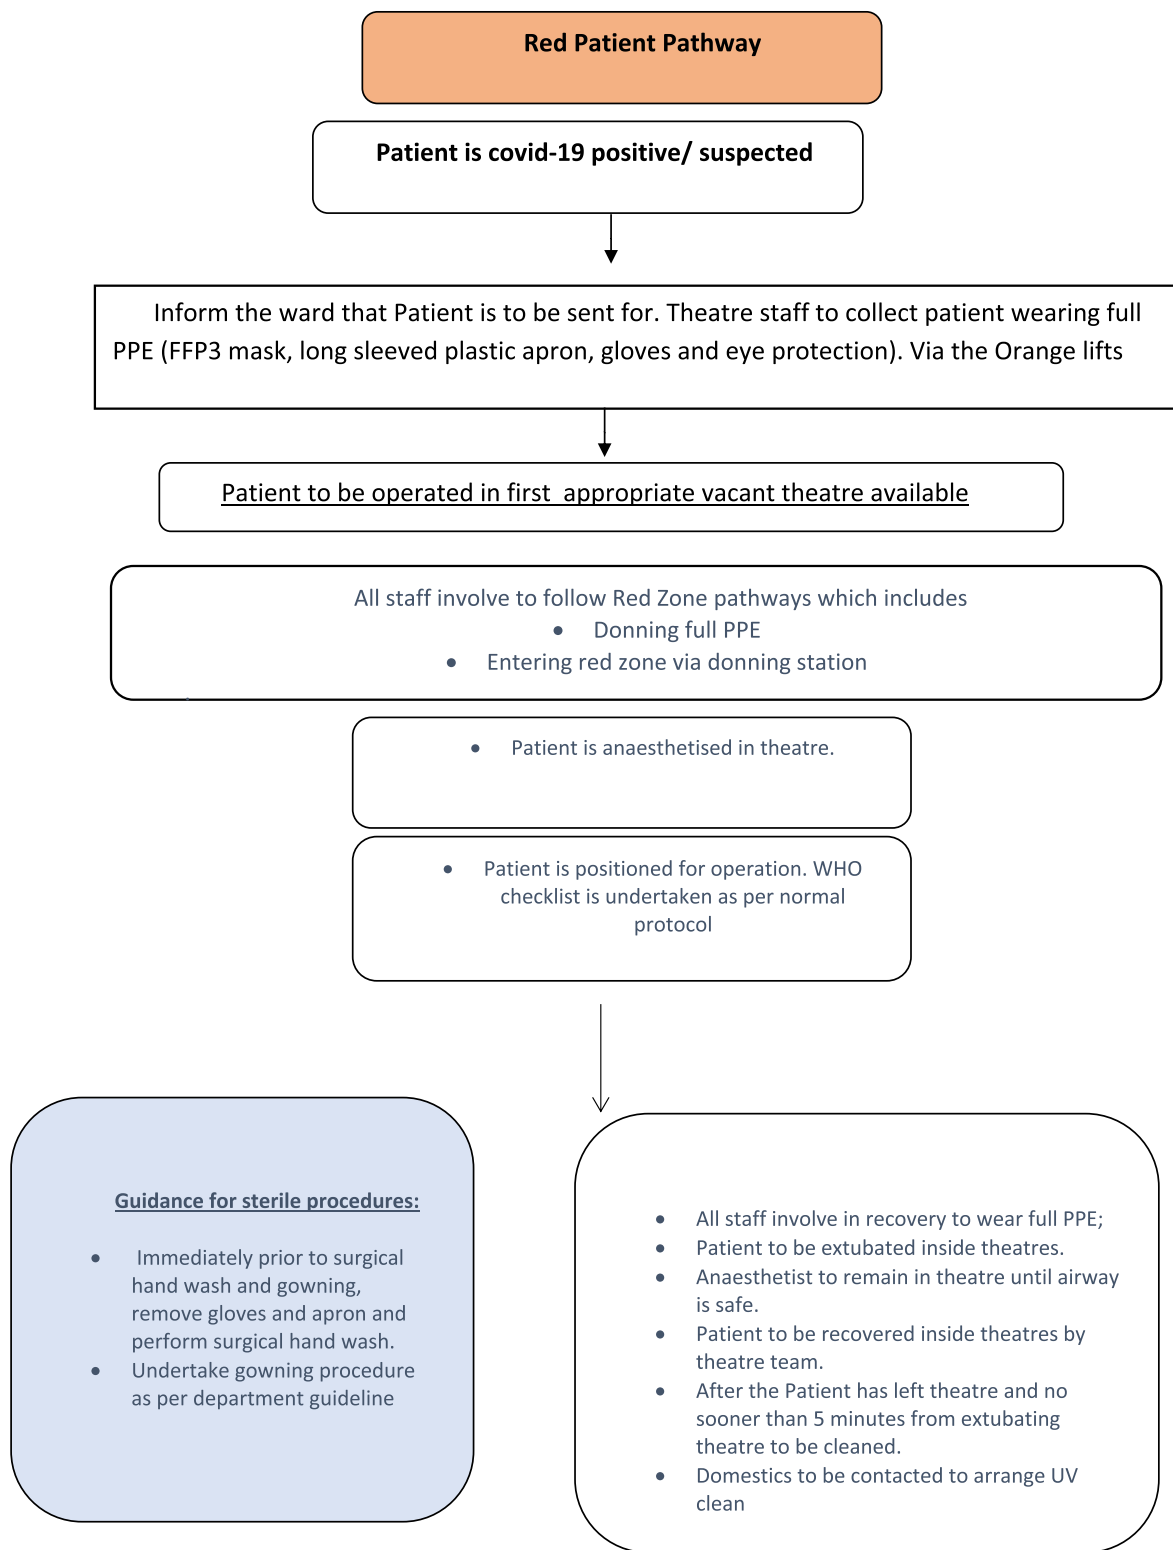 Red Patient Pathway
Patient is covid-19 positive/ suspected
Inform the ward that Patient is to be sent for. Theatre staff to collect patient wearing full
PPE (FFP3 mask, long sleeved plastic apron, gloves and eye protection). Via the Orange lifts
Patient to be operated in first  appropriate vacant theatre available
All staff involve to follow Red Zone pathways which includes
• Donning full PPE
• Entering red zone via donning station
• Patient is anaesthetised in theatre.
• Patient is positioned for operation. WHO
checklist is undertaken as per normal
protocol
Guidance for sterile procedures:
• Immediately prior to surgical
hand wash and gowning,
remove gloves and apron and
perform surgical hand wash.
• Undertake gowning procedure
as per department guideline
• All staff involve in recovery to wear full PPE;
• Patient to be extubated inside theatres.
• Anaesthetist to remain in theatre until airway
is safe.
• Patient to be recovered inside theatres by
theatre team.
• After the Patient has left theatre and no
sooner than 5 minutes from extubating
theatre to be cleaned.
• Domestics to be contacted to arrange UV
clean